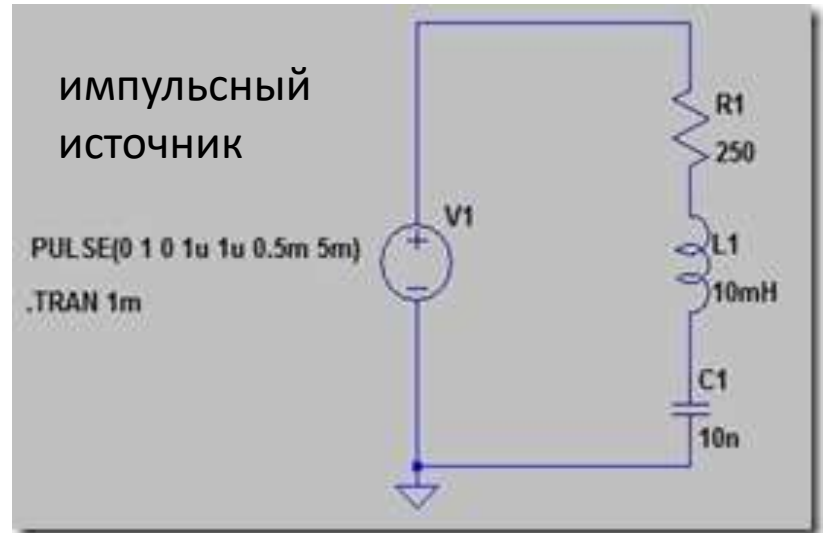 импульсный
источник
PULSE(0 1 0 1u 1u 0.5m 5m)
.TRAN 1m
V1
R1
250
L1
10mH
C1
10n